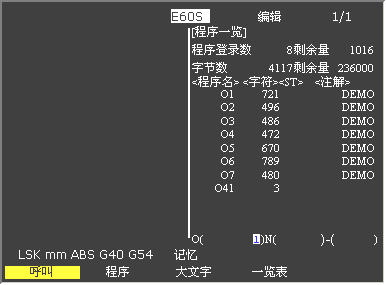 E60S 编辑 1/1
[程序一览]
程序登录数 8剩余量 1016
字节数 4117剩余量 236000
<程序名> <字符><ST> <注解>
O1 721 DEMO
O2 496 DEMO
O3 486 DEMO
O4 472 DEMO
O5 670 DEMO
O6 789 DEMO
O7 480 DEMO
O41 3
O( 1)N( )-( )
LSK mm ABS G40 G54 记忆
呼叫 程序 大文字 一览表